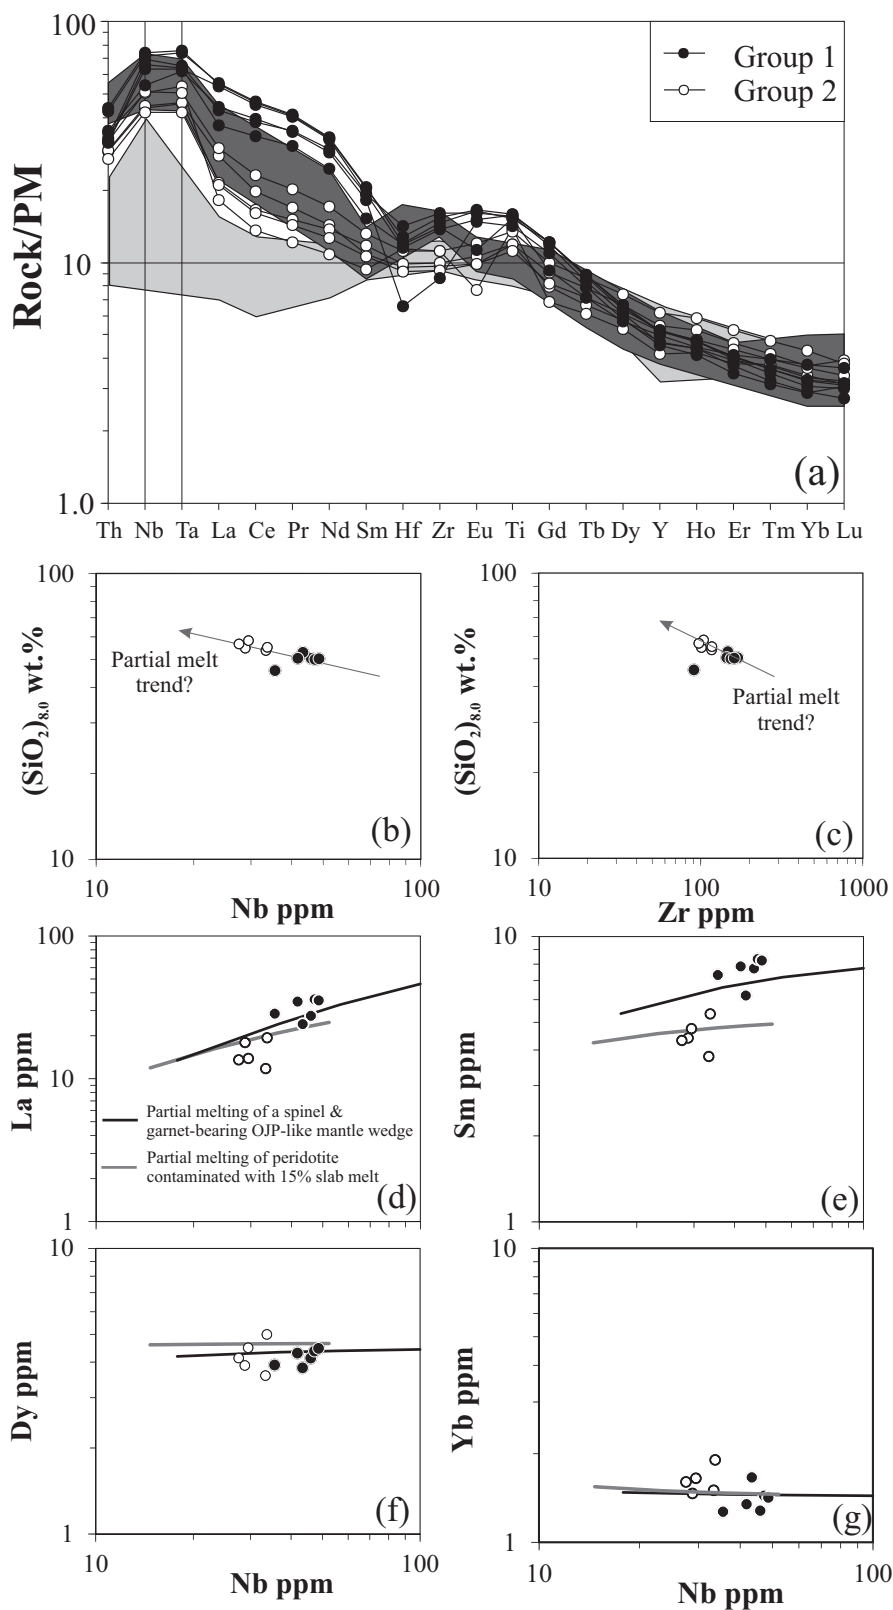 100
10
1.0
Rock/PM
Group 1
Group 2
(a)
Th Nb Ta La Ce Pr Nd Sm Hf Zr Eu Ti Gd Tb Dy Y Ho Er Tm Yb Lu
100
10
(SiO₂)₈.₀ wt.%
Partial melt
trend?
(b)
10 100
Nb ppm
100
10
(SiO₂)₈.₀ wt.%
Partial melt
trend?
(c)
10 100 1000
Zr ppm
100
10
1
La ppm
Partial melting of a spinel &
garnet-bearing OJP-like mantle wedge
Partial melting of peridotite
contaminated with 15% slab melt
(d)
10
1
Sm ppm
(e)
10
1
Dy ppm
(f)
10 100
Nb ppm
10
1
Yb ppm
(g)
10 100
Nb ppm